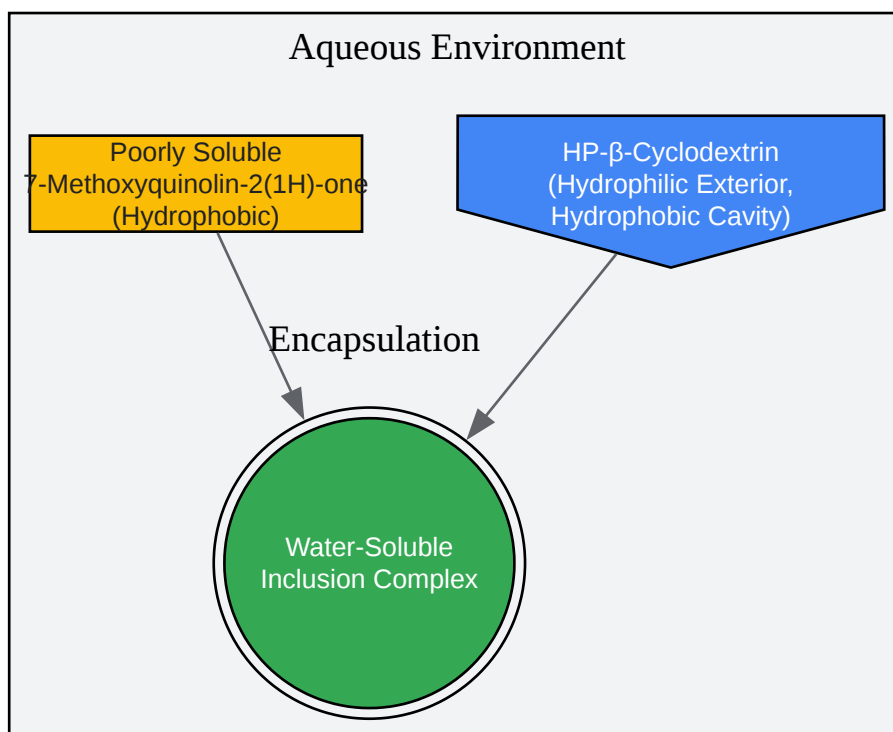 Aqueous Environment
Poorly Soluble
7-Methoxyquinolin-2(1H)-one
(Hydrophobic)
HP-β-Cyclodextrin
(Hydrophilic Exterior,
Hydrophobic Cavity)
Encapsulation
Water-Soluble
Inclusion Complex